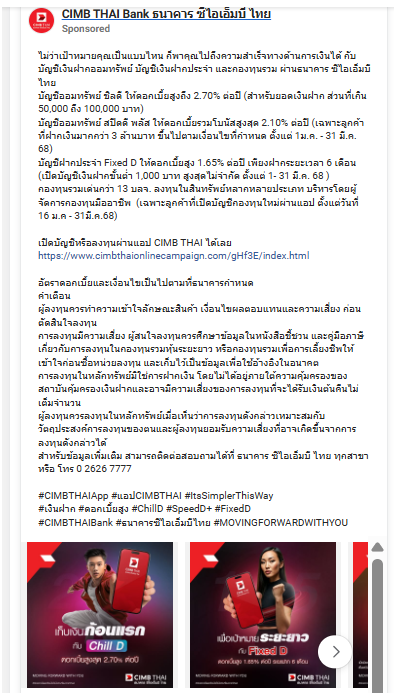 CIMB THAI Bank ธนาคาร ซีไอเอ็มบี ไทย
Sponsored
ไม่ว่าเป้าหมายคุณเป็นแบบไหน ก็พาคุณไปถึงความสำเร็จทางด้านการเงินได้ กับ
บัญชีเงินฝากออมทรัพย์ บัญชีเงินฝากประจำ และกองทุนรวม ผ่านธนาคาร ซีไอเอ็มบี
ไทย
บัญชีออมทรัพย์ ชิลดี ให้ดอกเบี้ยสูงถึง 2.70% ต่อปี (สำหรับยอดเงินฝาก ส่วนที่เกิน
50,000 ถึง 100,000 บาท)
บัญชีออมทรัพย์ สปีดดี พลัส ให้ดอกเบี้ยรวมโบนัสสูงสุด 2.10% ต่อปี (เฉพาะลูกค้า
ที่ฝากเงินมากกว่า 3 ล้านบาท ขึ้นไปตามเงื่อนไขที่กำหนด ตั้งแต่ 1ม.ค. - 31 มี.ค.
68)
บัญชีฝากประจำ Fixed D ให้ดอกเบี้ยสูง 1.65% ต่อปี เพียงฝากระยะเวลา 6 เดือน
(เปิดบัญชีเงินฝากขั้นต่ำ 1,000 บาท สูงสุดไม่จำกัด ตั้งแต่ 1- 31 มี.ค. 68 )
กองทุนรวมเด่นกว่า 13 บลจ. ลงทุนในสินทรัพย์หลากหลายประเภท บริหารโดยผู้
จัดการกองทุนมืออาชีพ  (เฉพาะลูกค้าที่เปิดบัญชีกองทุนใหม่ผ่านแอป ตั้งแต่วันที่
16 ม.ค - 31มี.ค.68)
เปิดบัญชีหรือลงทุนผ่านแอป CIMB THAI ได้เลย
https://www.cimbthaionlinecampaign.com/gHf3E/index.html
อัตราดอกเบี้ยและเงื่อนไขเป็นไปตามที่ธนาคารกำหนด
คำเตือน
ผู้ลงทุนควรทำความเข้าใจลักษณะสินค้า เงื่อนไขผลตอบแทนและความเสี่ยง ก่อน
ตัดสินใจลงทุน
การลงทุนมีความเสี่ยง ผู้สนใจลงทุนควรศึกษาข้อมูลในหนังสือชี้ชวน และคู่มือภาษี
เกี่ยวกับการลงทุนในกองทุนรวมหุ้นระยะยาว หรือกองทุนรวมเพื่อการเลี้ยงชีพให้
เข้าใจก่อนซื้อหน่วยลงทุน และเก็บไว้เป็นข้อมูลเพื่อใช้อ้างอิงในอนาคต
การลงทุนในหลักทรัพย์มิใช่การฝากเงิน โดยไม่ได้อยู่ภายใต้ความคุ้มครองของ
สถาบันคุ้มครองเงินฝากและอาจมีความเสี่ยงของการลงทุนที่จะได้รับเงินต้นคืนไม่
เต็มจำนวน
ผู้ลงทุนควรลงทุนในหลักทรัพย์เมื่อเห็นว่าการลงทุนดังกล่าวเหมาะสมกับ
วัตถุประสงค์การลงทุนของตนและผู้ลงทุนยอมรับความเสี่ยงที่อาจเกิดขึ้นจากการ
ลงทุนดังกล่าวได้
สำหรับข้อมูลเพิ่มเติม สามารถติดต่อสอบถามได้ที่ ธนาคาร ซีไอเอ็มบี ไทย ทุกสาขา
หรือ โทร 0 2626 7777
#CIMBTHAIApp #แอปCIMBTHAI #ItsSimplerThisWay
#เงินฝาก #ดอกเบี้ยสูง #ChillD #SpeedD+ #FixedD
#CIMBTHAIBank #ธนาคารซีไอเอ็มบีไทย #MOVINGFORWARDWITHYOU
เก็บเงินก้อนแรก
กับ Chill D
ดอกเบี้ยสูงสุด 2.70% ต่อปี
MOVING FORWARD WITH YOU
CIMB THAI
เพื่อเป้าหมายระยะยาว
กับ Fixed D
ดอกเบี้ยสูง 1.65% ต่อปี ระยะฝาก 6 เดือน
MOVING FORWARD WITH YOU
CIMB THAI